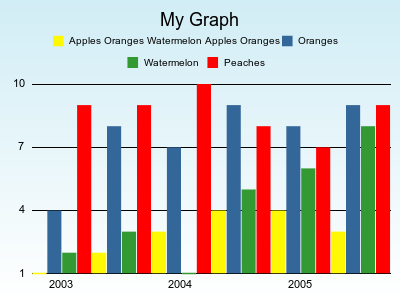 My Graph
Apples Oranges Watermelon Apples Oranges Oranges
Watermelon Peaches
10
7
4
1
2003 2004 2005